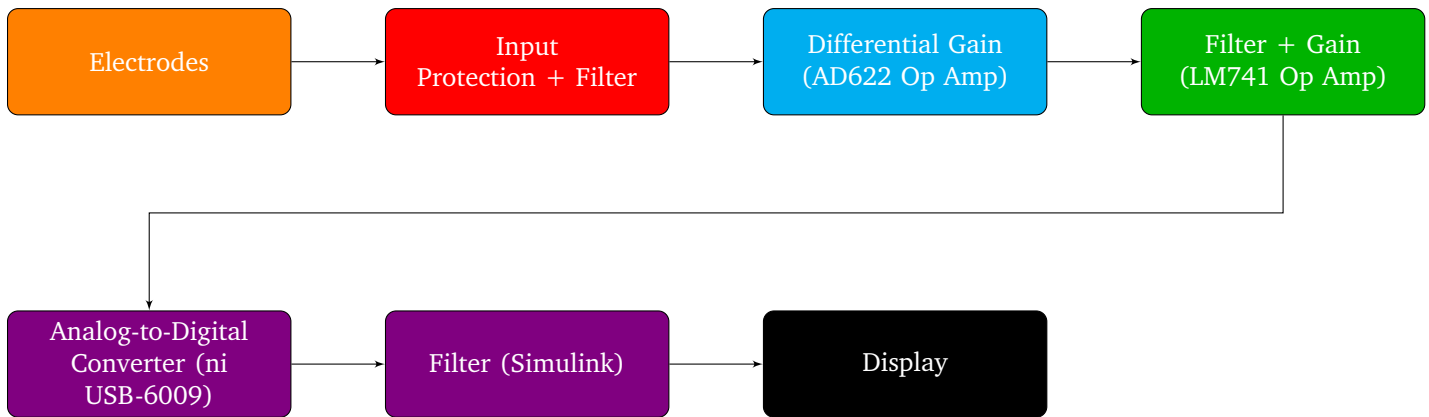 Electrodes
Input
Protection + Filter
Differential Gain
(AD622 Op Amp)
Filter + Gain
(LM741 Op Amp)
Analog-to-Digital
Converter (ni
USB-6009)
Filter (Simulink)
Display